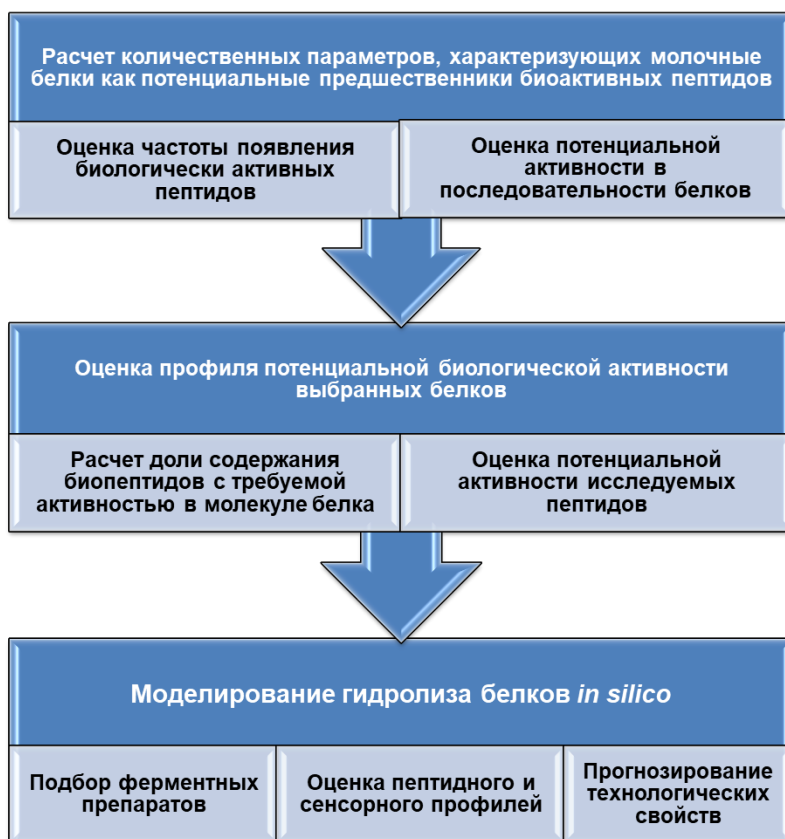 Расчет количественных параметров, характеризующих молочные
белки как потенциальные предшественники биоактивных пептидов
Оценка частоты появления
биологически активных
пептидов
Оценка потенциальной
активности в
последовательности белков
Оценка профиля потенциальной биологической активности
выбранных белков
Расчет доли содержания
биопептидов с требуемой
активностью в молекуле белка
Оценка потенциальной
активности исследуемых
пептидов
Моделирование гидролиза белков in silico
Подбор ферментных
препаратов
Оценка пептидного и
сенсорного профилей
Прогнозирование
технологических
свойств